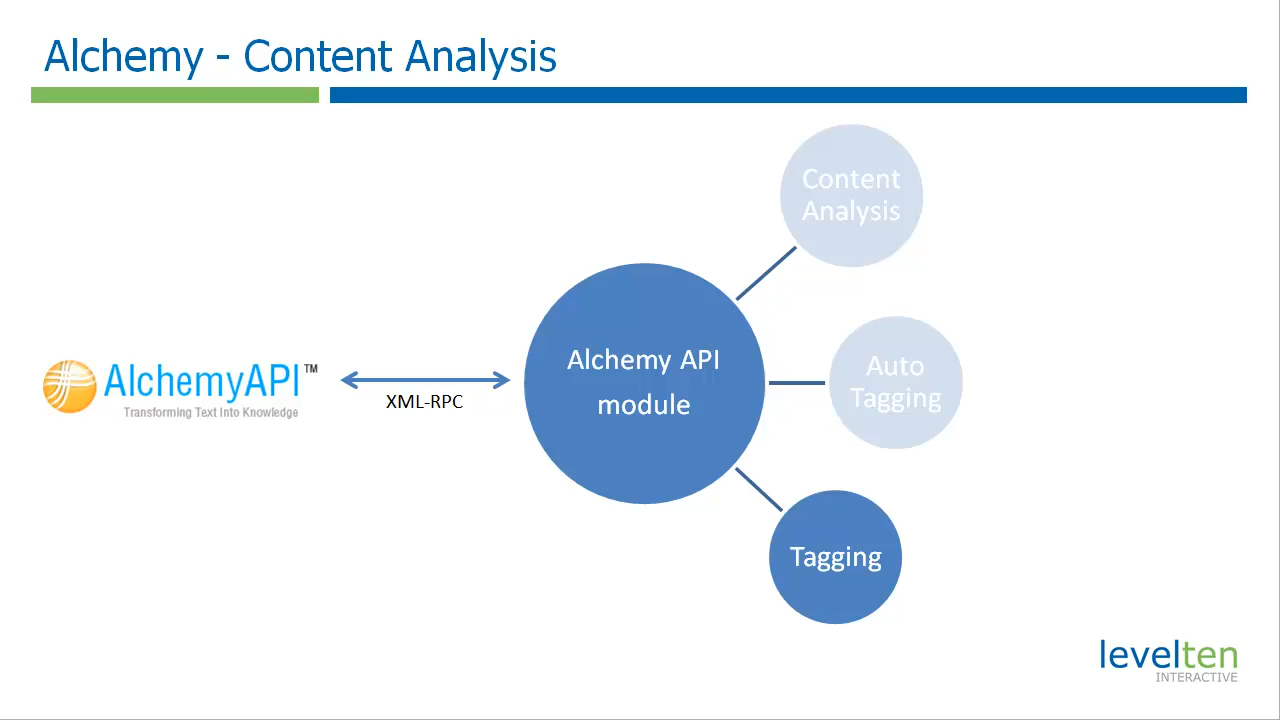 Alchemy - Content Analysis
Content
Analysis
Alchemy API
module
Auto
Tagging
AlchemyAPI™
Transforming Text Into Knowledge
XML-RPC
Tagging
levelten
INTERACTIVE